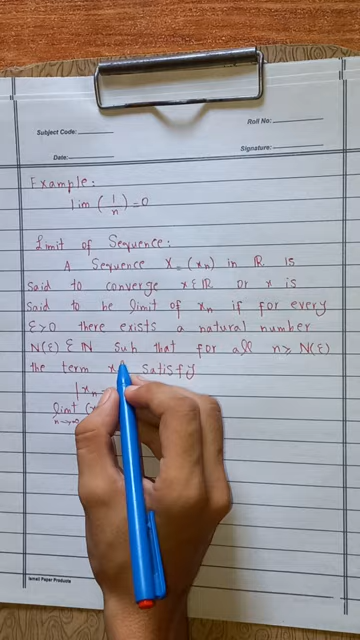 Roll No:
Subject Code:
Signature:
Date:
Example:
lim (1/n) = 0
Limit of Sequence:
A Sequence X = (xn) in ℝ is
said to converge x ∈ ℝ or x is
said to be limit of xn if for every
ε>0 there exists a natural number
N(ε) ∈ ℕ suh that for all n ≥ N(ε)
the term x satisfy
|xn -
limt (x
n→∞
Ismail Paper Products